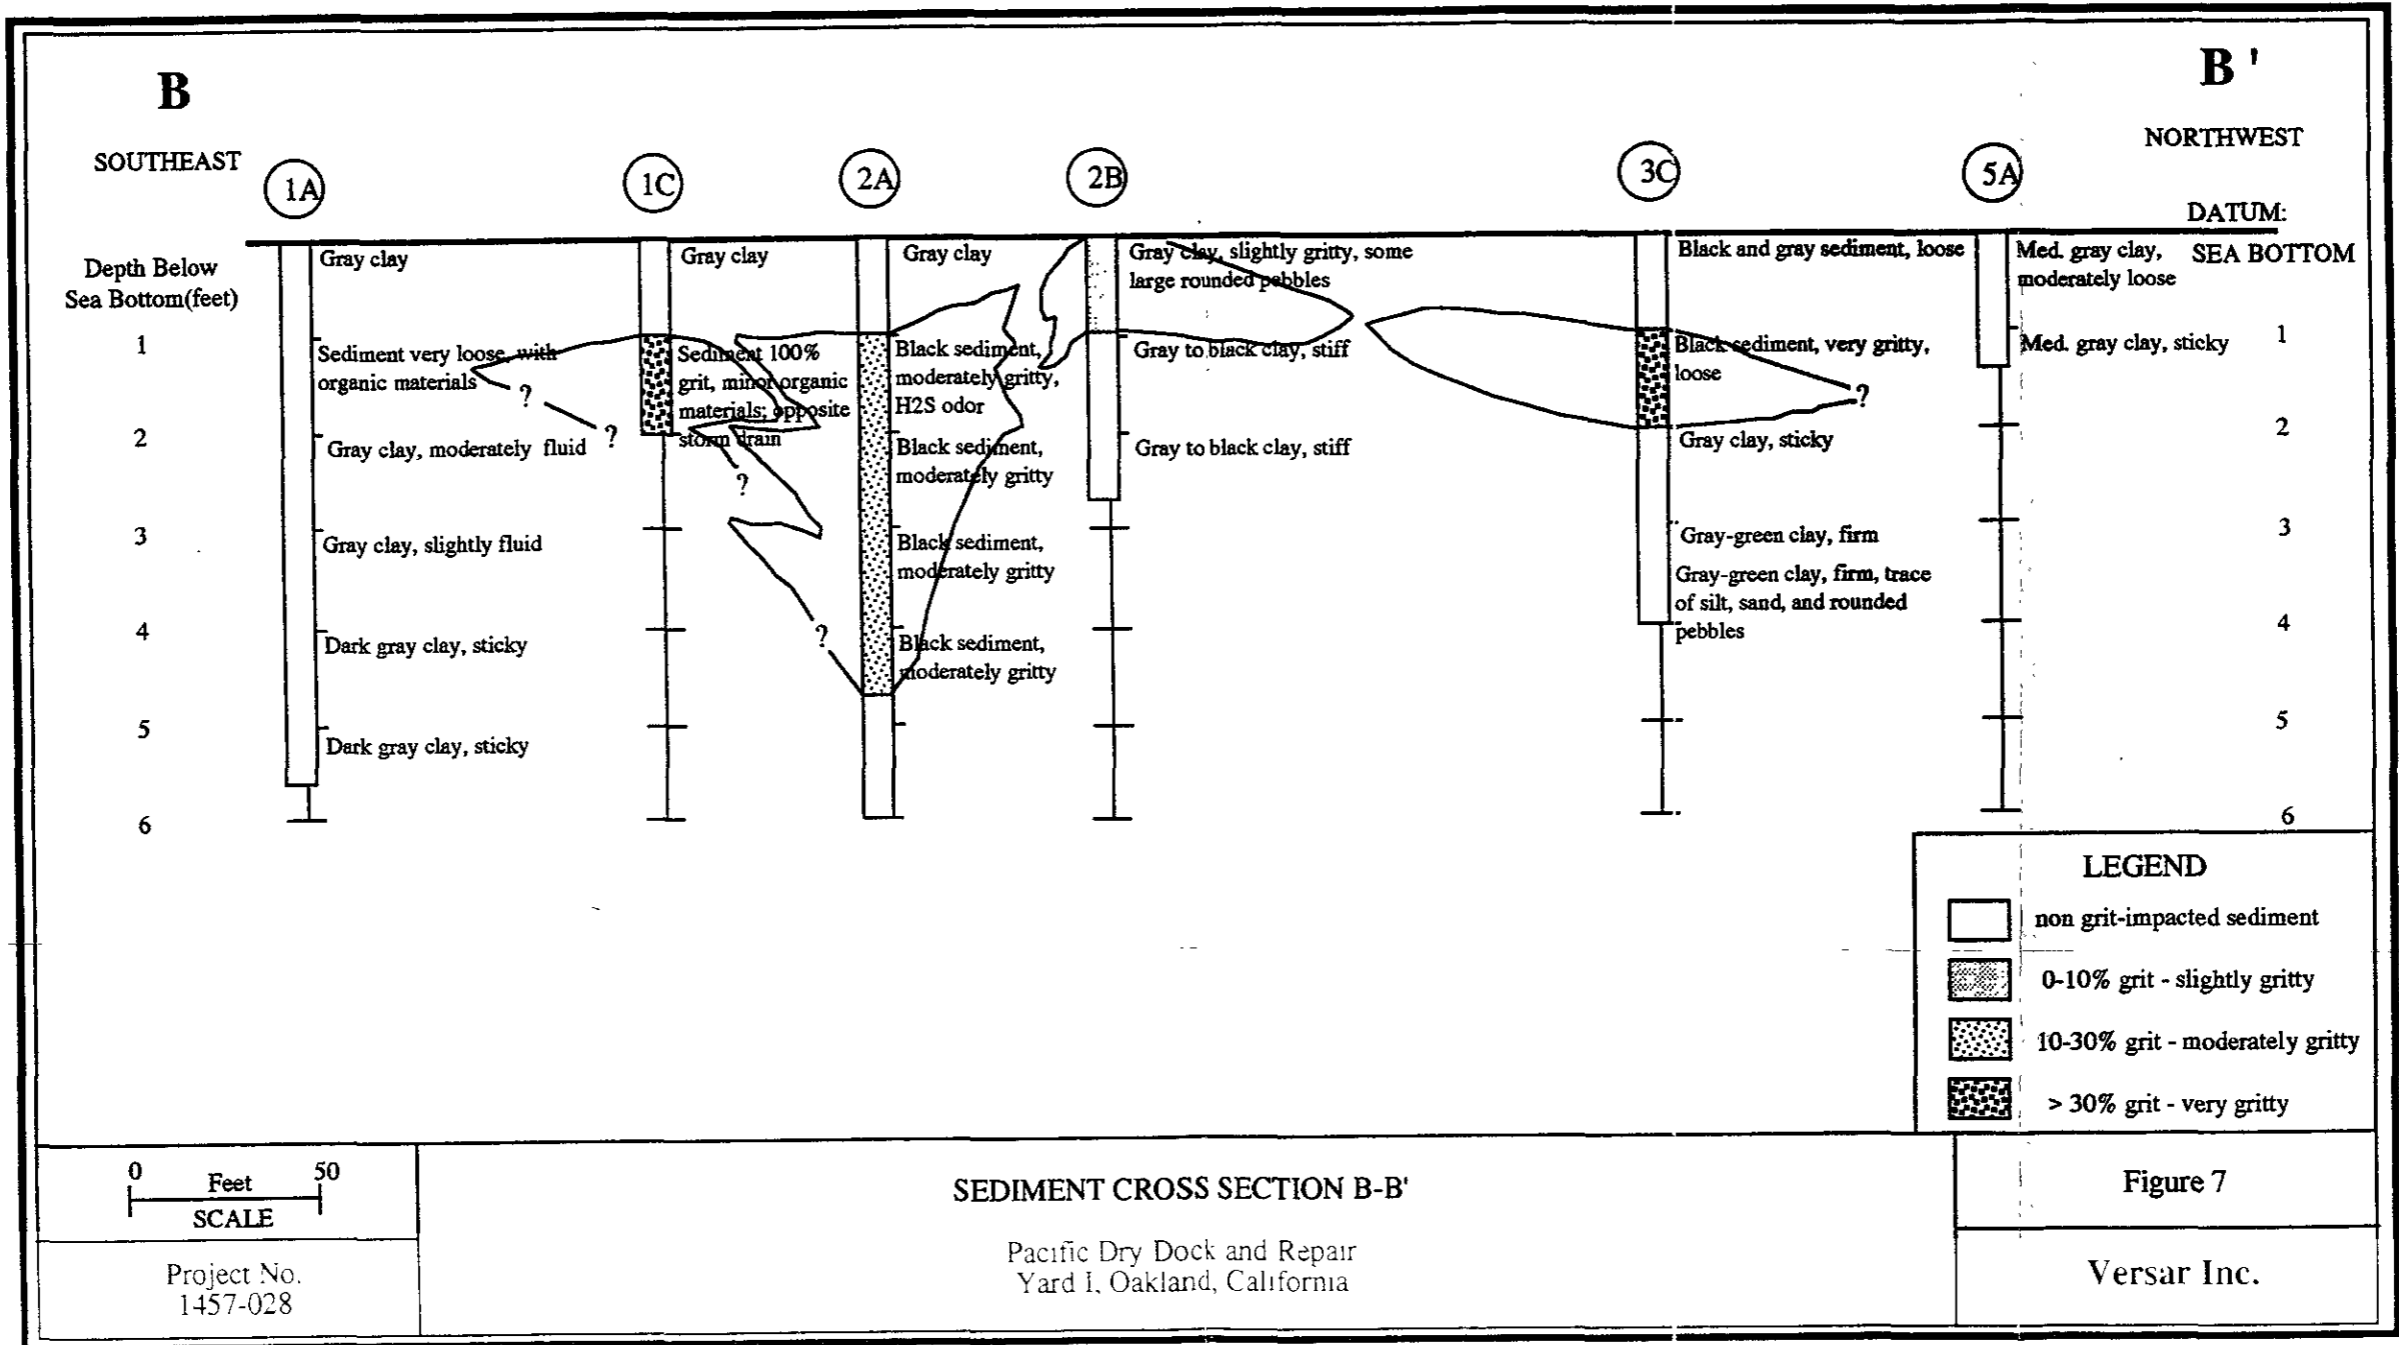 B
SOUTHEAST
B '
NORTHWEST
1A
1C
2A
2B
3C
5A
DATUM:
SEA BOTTOM
Depth Below
Sea Bottom(feet)
1
2
3
4
5
6
Gray clay
Sediment very loose, with
organic materials
Gray clay, moderately fluid
Gray clay, slightly fluid
Dark gray clay, sticky
Dark gray clay, sticky
?
?
Gray clay
Sediment 100%
grit, minor organic
materials; opposite
storm drain
?
?
Gray clay
Black sediment,
moderately gritty,
H2S odor
Black sediment,
moderately gritty
Black sediment,
moderately gritty
Black sediment,
moderately gritty
Gray clay, slightly gritty, some
large rounded pebbles
Gray to black clay, stiff
Gray to black clay, stiff
Black and gray sediment, loose
Black sediment, very gritty,
loose
?
Gray clay, sticky
Gray-green clay, firm
Gray-green clay, firm, trace
of silt, sand, and rounded
pebbles
Med. gray clay,
moderately loose
Med. gray clay, sticky
1
2
3
4
5
6
LEGEND
non grit-impacted sediment
0-10% grit - slightly gritty
10-30% grit - moderately gritty
> 30% grit - very gritty
0 Feet 50
SCALE
Project No.
1457-028
SEDIMENT CROSS SECTION B-B'
Pacific Dry Dock and Repair
Yard I, Oakland, California
Figure 7
Versar Inc.